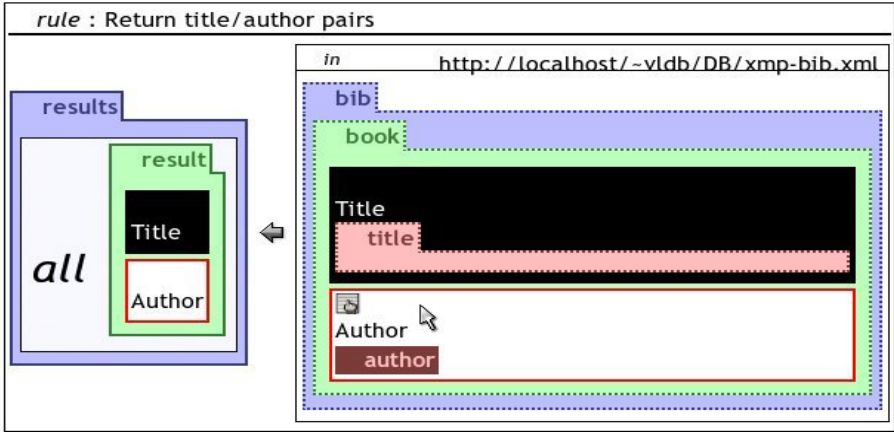 rule : Return title/author pairs
in http://localhost/~vldb/DB/xmp-bib.xml
results
result
Title
all
Author
bib
book
Title
title
Author
author